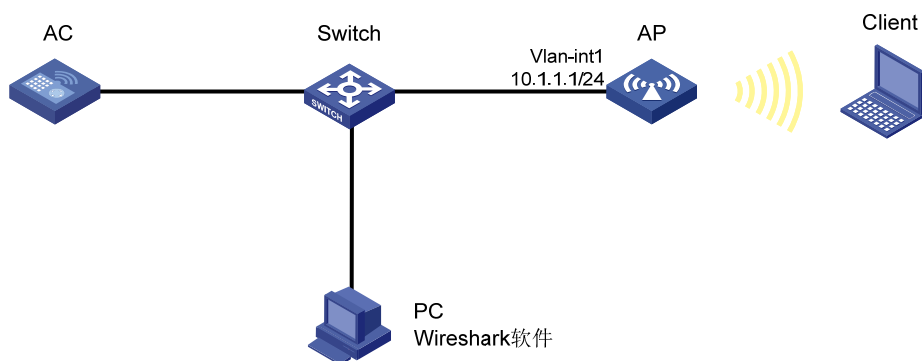 AC
Switch
Vlan-int1
10.1.1.1/24
AP
Client
SWITCH
PC
Wireshark软件